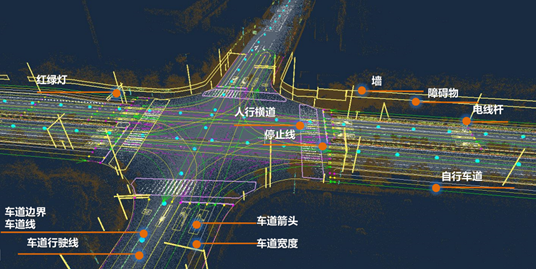 红绿灯
墙
障碍物
电线杆
人行横道
停止线
自行车道
车道边界
车道线
车道箭头
车道行驶线
车道宽度